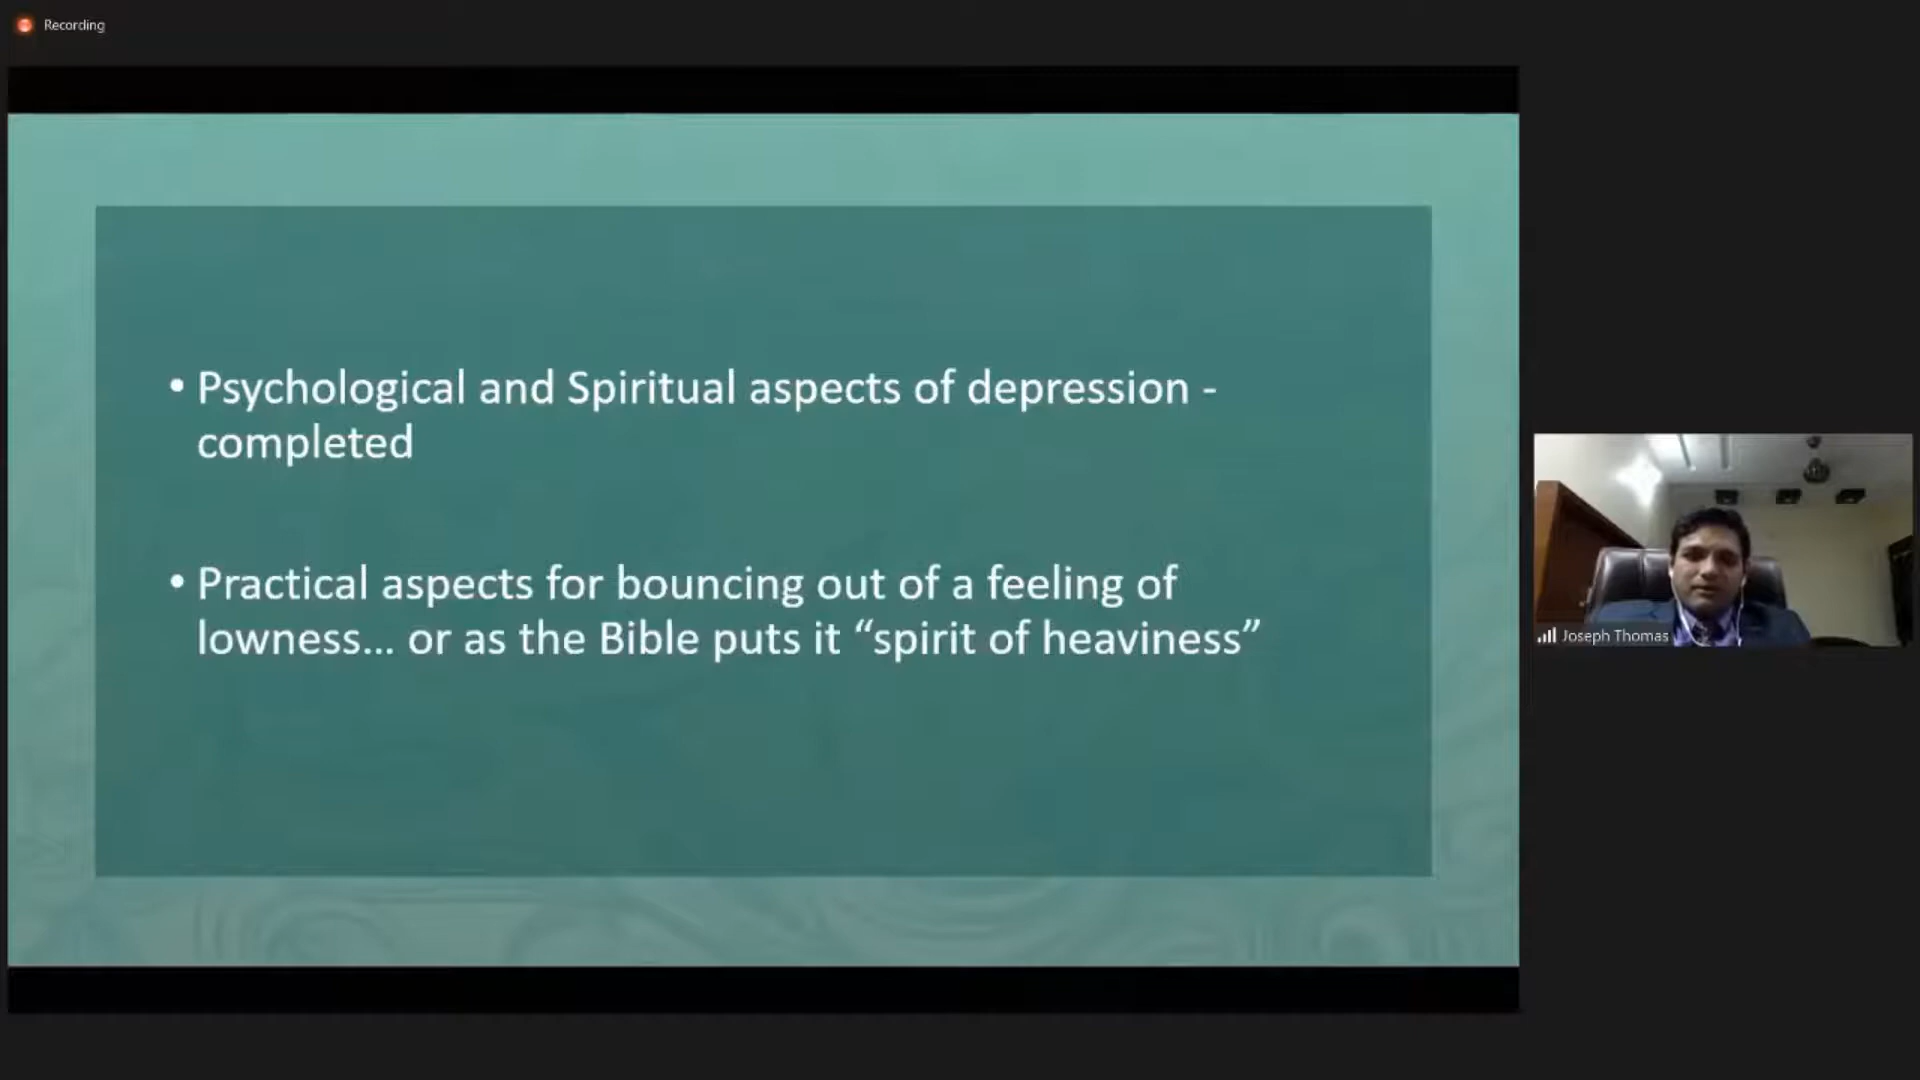 Recording
• Psychological and Spiritual aspects of depression -
completed
• Practical aspects for bouncing out of a feeling of
lowness... or as the Bible puts it “spirit of heaviness”
Joseph Thomas